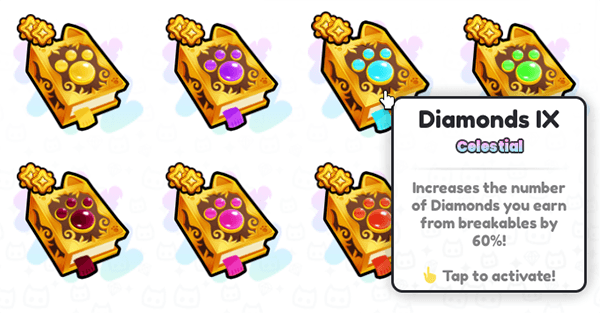 Diamonds IX
Celestial
Increases the number
of Diamonds you earn
from breakables by
60%!
Tap to activate!